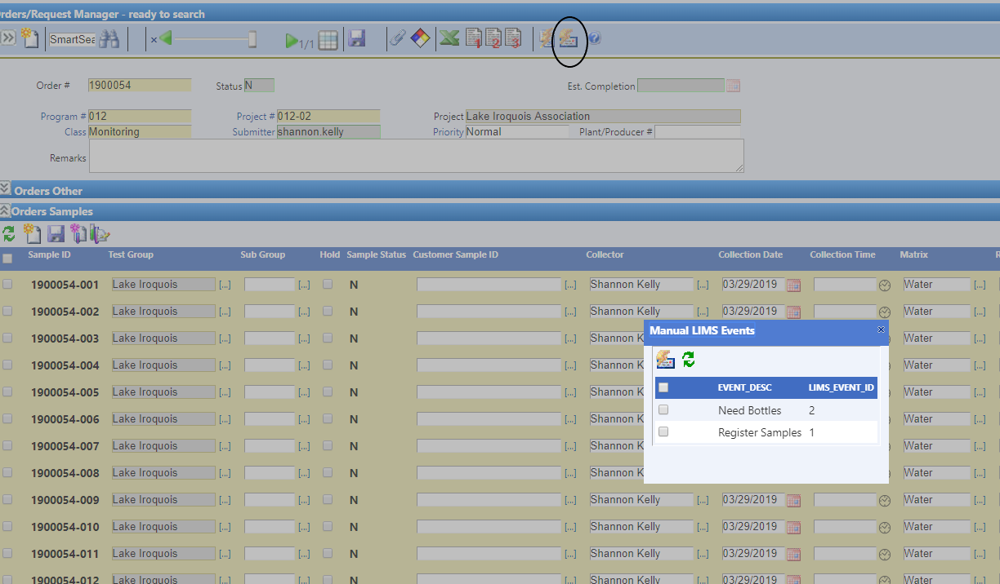 rders/Request Manager - ready to search
SmartSea
x
1/1
1 2 3
?
Order # 1900054 Status N Est. Completion
Program # 012 Project # 012-02 Project Lake Iroquois Association
Class Monitoring Submitter shannon.kelly Priority Normal Plant/Producer #
Remarks
Orders Other
Orders Samples
Sample ID Test Group Sub Group Hold Sample Status Customer Sample ID Collector Collection Date Collection Time Matrix R
1900054-001 Lake Iroquois [...] [...] N [...] Shannon Kelly [...] 03/29/2019 Water [...]
1900054-002 Lake Iroquois [...] [...] N [...] Shannon Kelly [...] 03/29/2019 Water [...]
1900054-003 Lake Iroquois [...] [...] N [...] Shannon K Water [...]
1900054-004 Lake Iroquois [...] [...] N [...] Shannon K Water [...]
1900054-005 Lake Iroquois [...] [...] N [...] Shannon K Water [...]
1900054-006 Lake Iroquois [...] [...] N [...] Shannon K Water [...]
1900054-007 Lake Iroquois [...] [...] N [...] Shannon K Water [...]
1900054-008 Lake Iroquois [...] [...] N [...] Shannon K Water [...]
1900054-009 Lake Iroquois [...] [...] N [...] Shannon Kelly [...] 03/29/2019 Water [...]
1900054-010 Lake Iroquois [...] [...] N [...] Shannon Kelly [...] 03/29/2019 Water [...]
1900054-011 Lake Iroquois [...] [...] N [...] Shannon Kelly [...] 03/29/2019 Water [...]
1900054-012 Lake Iroquois [...] [...] N [...] Shannon Kelly [...] 03/29/2019 Water [...]
Manual LIMS Events x
EVENT_DESC LIMS_EVENT_ID
Need Bottles 2
Register Samples 1